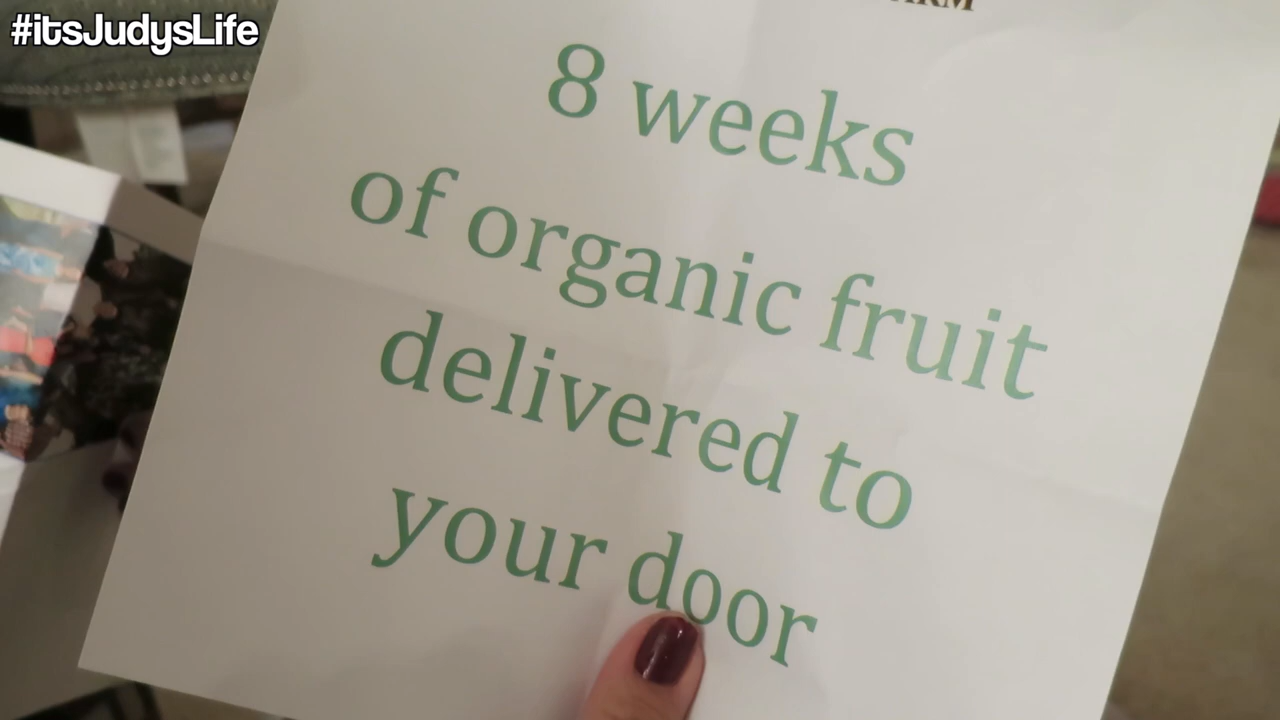 #itsJudysLife
8 weeks
of organic fruit
delivered to
your door